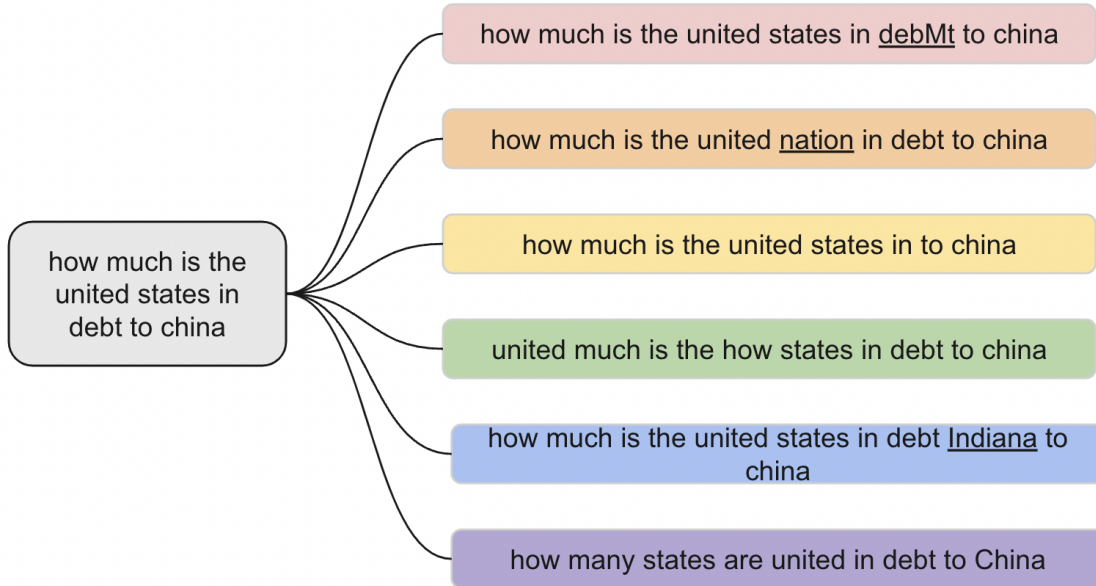 how much is the united states in debMt to china
how much is the united nation in debt to china
how much is the united states in to china
how much is the
united states in
debt to china
united much is the how states in debt to china
how much is the united states in debt Indiana to
china
how many states are united in debt to China